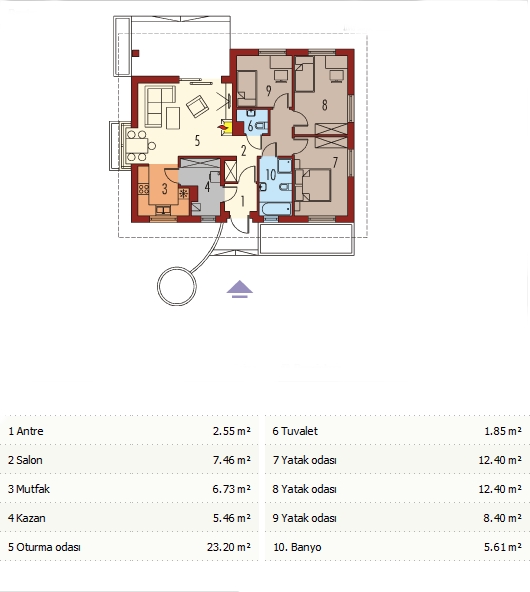 9
8
5
6
2
7
10
3
4
1
1 Antre 2.55 m²
2 Salon 7.46 m²
3 Mutfak 6.73 m²
4 Kazan 5.46 m²
5 Oturma odası 23.20 m²
6 Tuvalet 1.85 m²
7 Yatak odası 12.40 m²
8 Yatak odası 12.40 m²
9 Yatak odası 8.40 m²
10. Banyo 5.61 m²